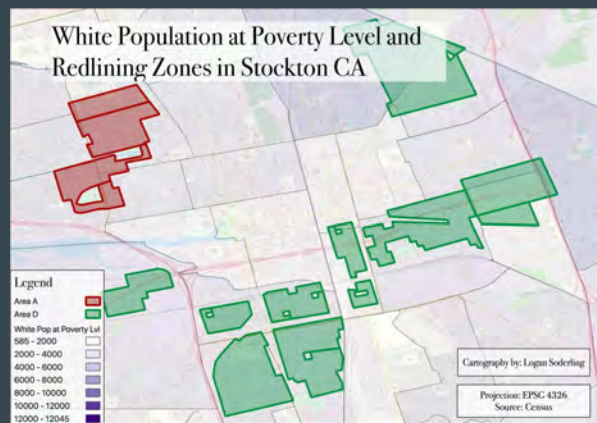 White Population at Poverty Level and
Redlining Zones in Stockton CA
Legend
Area A
Area D
White Pop at Poverty Lvl
585 - 2000
2000 - 4000
4000 - 6000
6000 - 8000
8000 - 10000
10000 - 12000
12000 - 12045
Cartography by: Logan Soderling
Projection: EPSG 4326
Source: Census